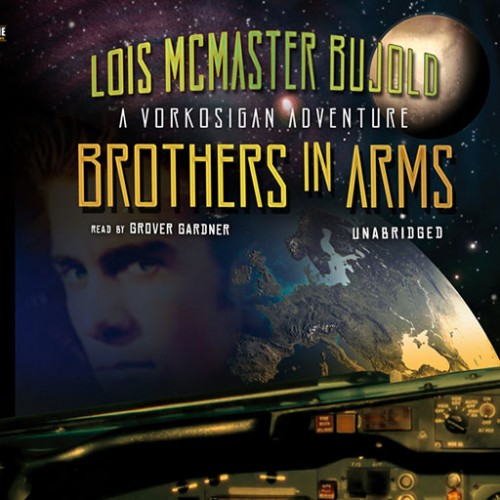 LOIS MCMASTER BUJOLD
A VORKOSIGAN ADVENTURE
BROTHERS IN ARMS
READ BY GROVER GARDNER
UNABRIDGED